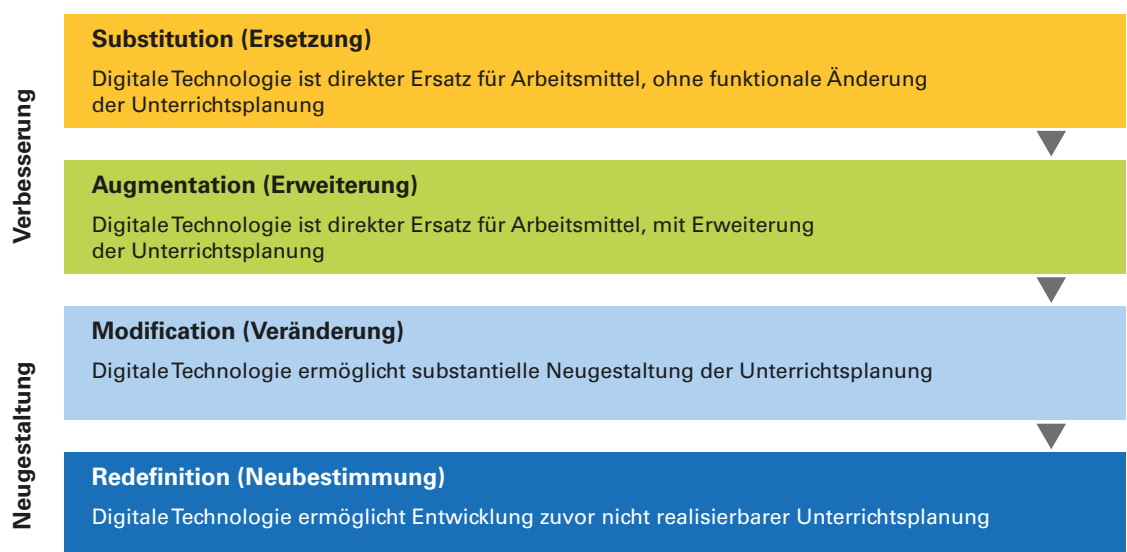 Verbesserung
Substitution (Ersetzung)
Digitale Technologie ist direkter Ersatz für Arbeitsmittel, ohne funktionale Änderung
der Unterrichtsplanung
Augmentation (Erweiterung)
Digitale Technologie ist direkter Ersatz für Arbeitsmittel, mit Erweiterung
der Unterrichtsplanung
Neugestaltung
Modification (Veränderung)
Digitale Technologie ermöglicht substantielle Neugestaltung der Unterrichtsplanung
Redefinition (Neubestimmung)
Digitale Technologie ermöglicht Entwicklung zuvor nicht realisierbarer Unterrichtsplanung